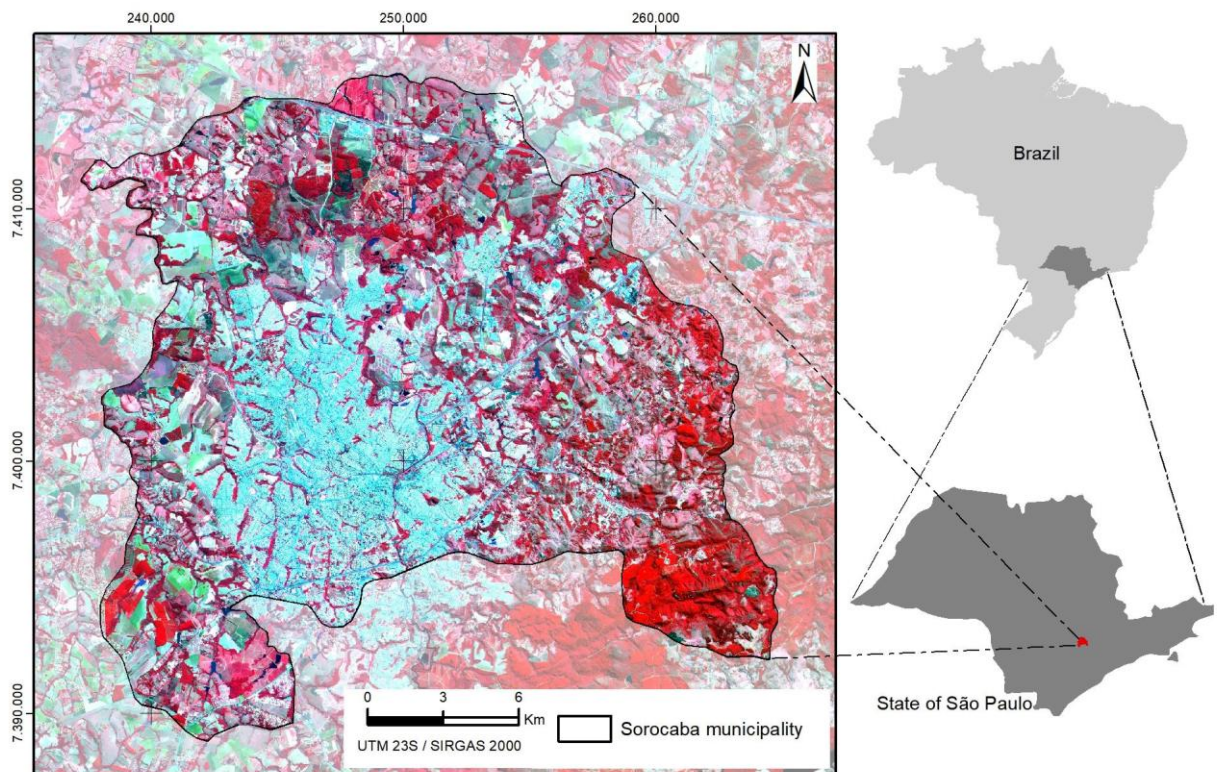 240.000 250.000 260.000
N
Brazil
7.410.000
7.400.000
7.390.000
0 3 6
Km
UTM 23S / SIRGAS 2000
Sorocaba municipality
State of São Paulo